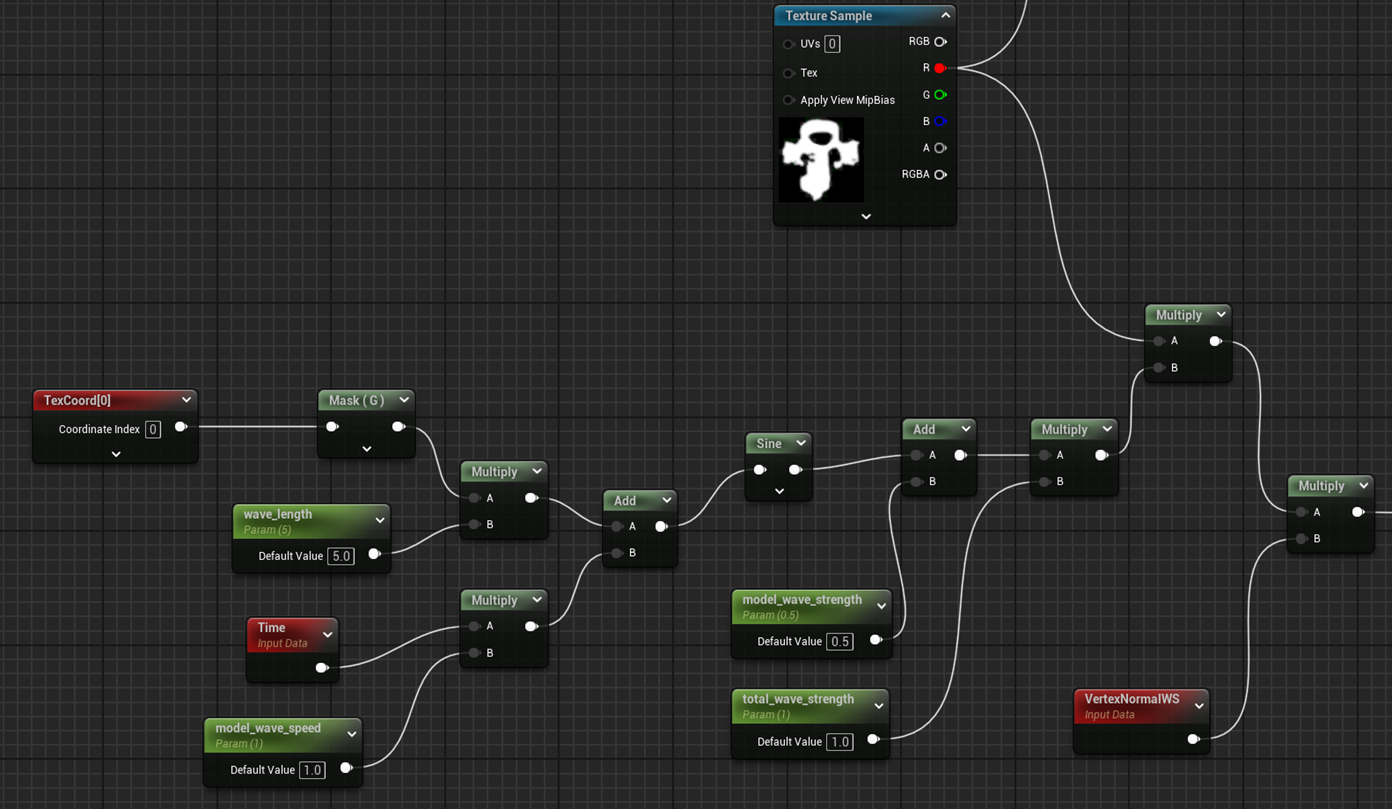 Texture Sample
UVs 0
RGB
R
Tex
G
Apply View MipBias
B
A
RGBA
Multiply
A
B
TexCoord[0]
Coordinate Index 0
Mask ( G )
Multiply
A
B
wave_length
Param (5)
Default Value 5.0
Add
A
B
Sine
Add
A
B
Multiply
A
B
Multiply
A
B
Time
Input Data
Multiply
A
B
model_wave_speed
Param (1)
Default Value 1.0
model_wave_strength
Param (0.5)
Default Value 0.5
total_wave_strength
Param (1)
Default Value 1.0
VertexNormalWS
Input Data